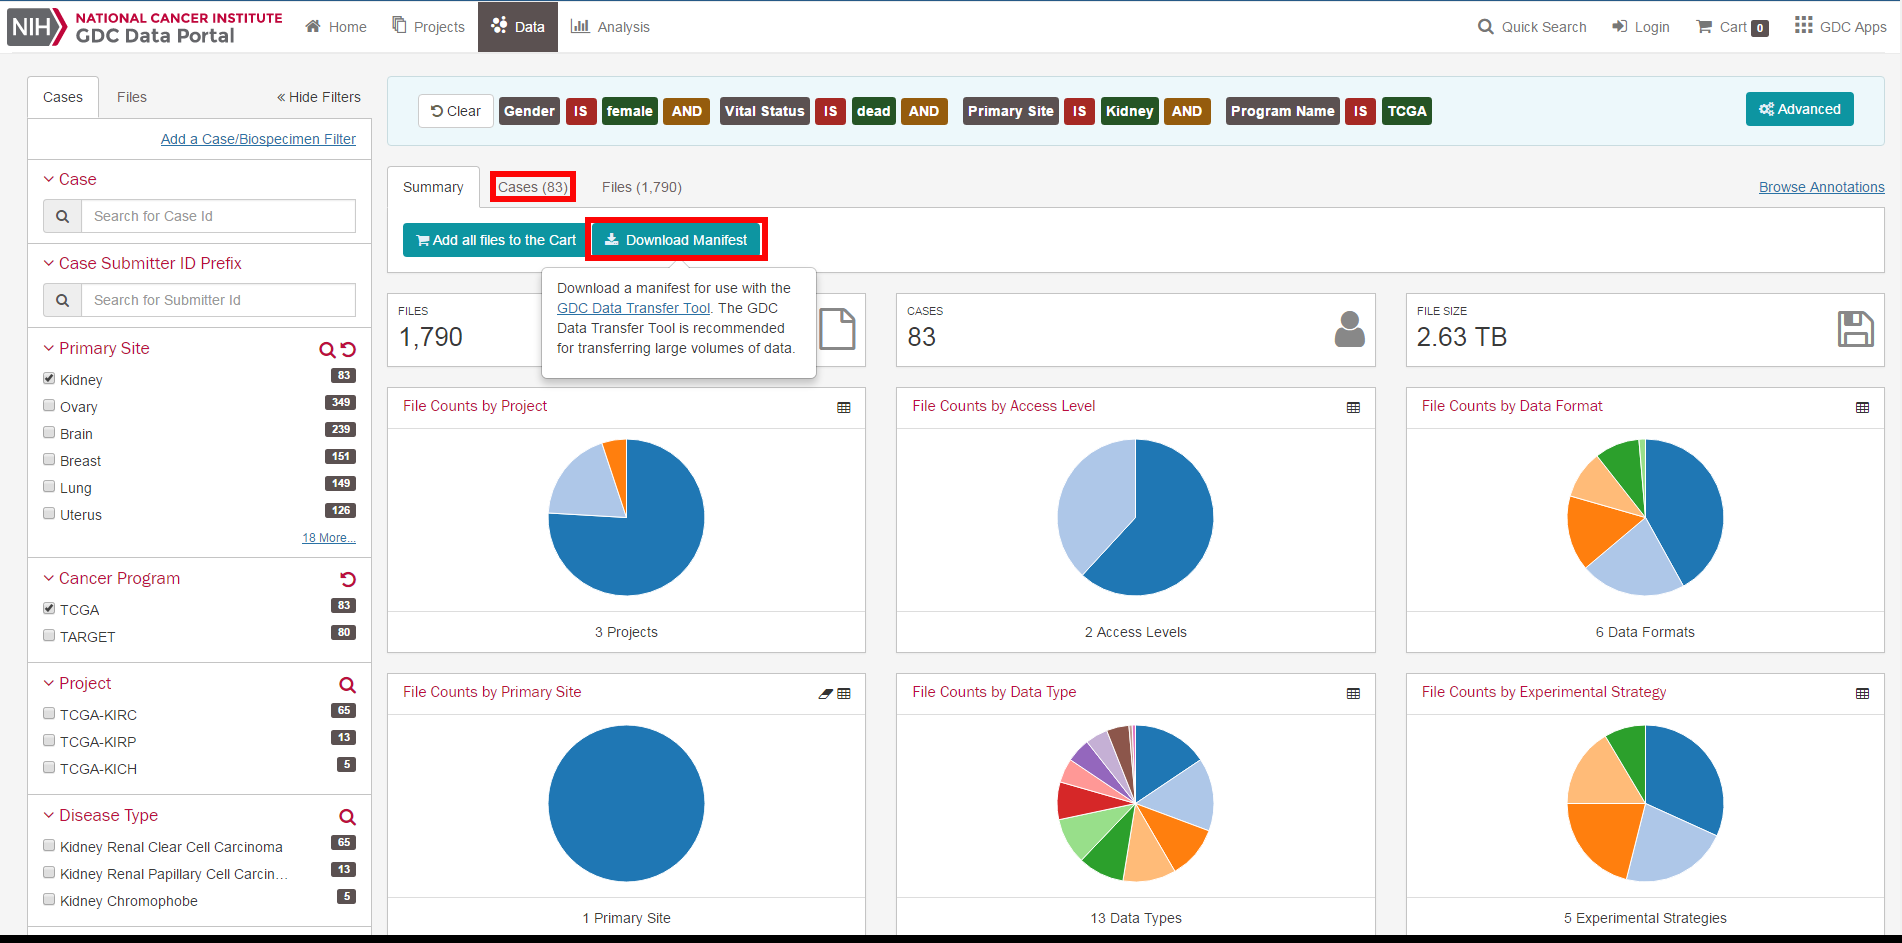 NIH NATIONAL CANCER INSTITUTE
GDC Data Portal
Home Projects Data Analysis
Quick Search Login Cart 0 GDC Apps
Cases Files « Hide Filters
Add a Case/Biospecimen Filter
Case
Search for Case Id
Case Submitter ID Prefix
Search for Submitter Id
Primary Site
Kidney 83
Ovary 349
Brain 239
Breast 151
Lung 149
Uterus 126
18 More...
Cancer Program
TCGA 83
TARGET 80
Project
TCGA-KIRC 65
TCGA-KIRP 13
TCGA-KICH 5
Disease Type
Kidney Renal Clear Cell Carcinoma 65
Kidney Renal Papillary Cell Carcin... 13
Kidney Chromophobe 5
Clear Gender IS female AND Vital Status IS dead AND Primary Site IS Kidney AND Program Name IS TCGA
Advanced
Summary Cases (83) Files (1,790)
Browse Annotations
Add all files to the Cart Download Manifest
Download a manifest for use with the
GDC Data Transfer Tool. The GDC
Data Transfer Tool is recommended
for transferring large volumes of data.
FILES
1,790
CASES
83
FILE SIZE
2.63 TB
File Counts by Project
3 Projects
File Counts by Access Level
2 Access Levels
File Counts by Data Format
6 Data Formats
File Counts by Primary Site
1 Primary Site
File Counts by Data Type
13 Data Types
File Counts by Experimental Strategy
5 Experimental Strategies